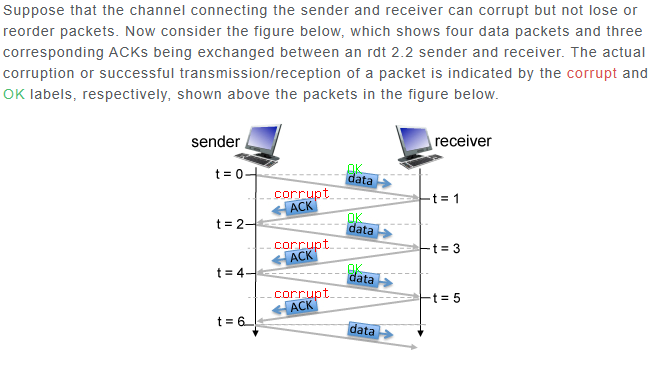 Suppose that the channel connecting the sender and receiver can corrupt but not lose or
reorder packets. Now consider the figure below, which shows four data packets and three
corresponding ACKs being exchanged between an rdt 2.2 sender and receiver. The actual
corruption or successful transmission/reception of a packet is indicated by the corrupt and
OK labels, respectively, shown above the packets in the figure below.
sender
receiver
t = 0
OK
data
corrupt
ACK
t = 1
t = 2
OK
data
corrupt
ACK
t = 3
t = 4
OK
data
corrupt
ACK
t = 5
t = 6
data